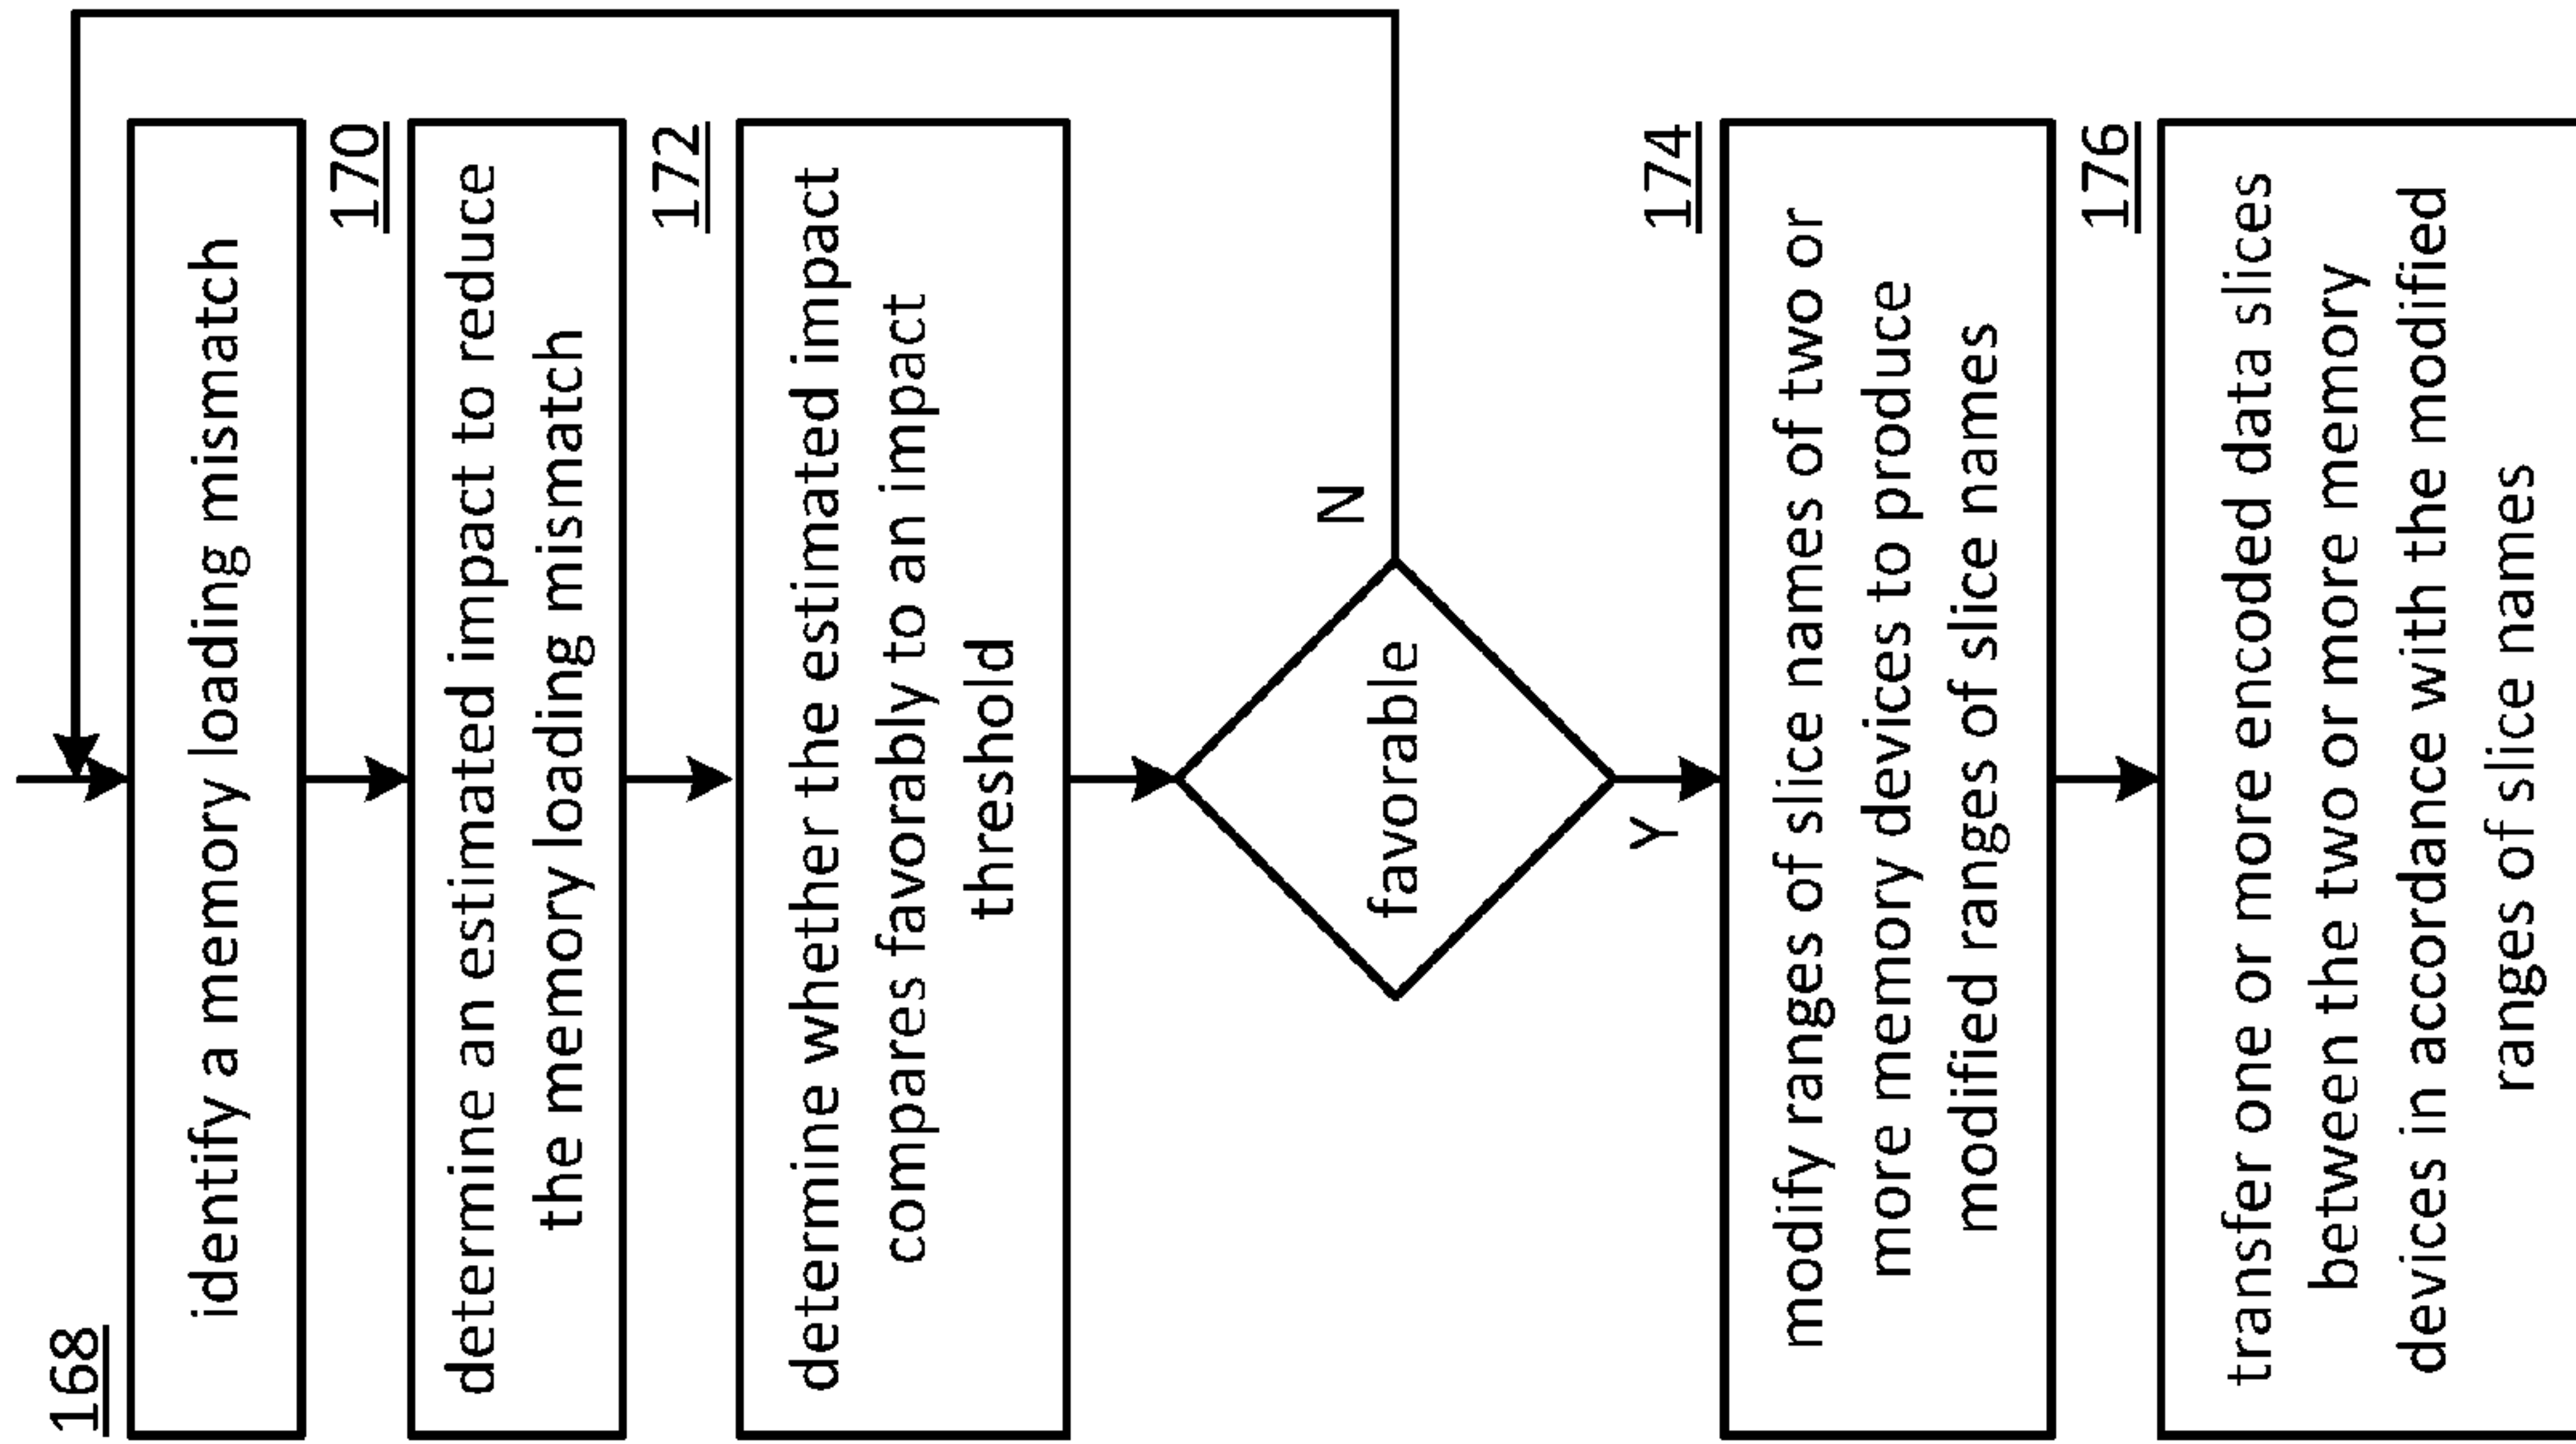 168
identify a memory loading mismatch
170
determine an estimated impact to reduce
the memory loading mismatch
172
determine whether the estimated impact
compares favorably to an impact
threshold
favorable
N
Y
174
modify ranges of slice names of two or
more memory devices to produce
modified ranges of slice names
176
transfer one or more encoded data slices
between the two or more memory
devices in accordance with the modified
ranges of slice names